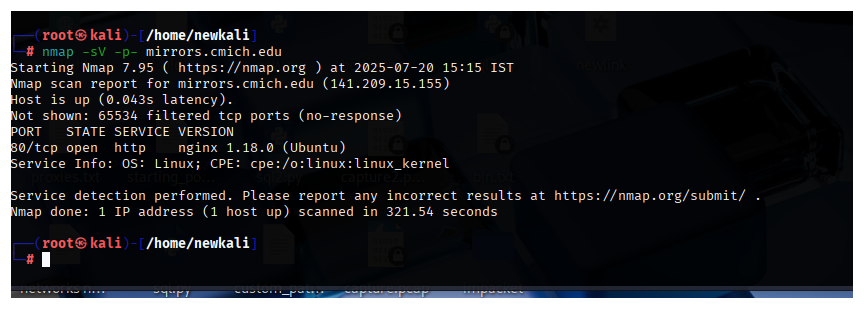 (root㉿kali)-[/home/newkali]
# nmap -sV -p- mirrors.cmich.edu
Starting Nmap 7.95 ( https://nmap.org ) at 2025-07-20 15:15 IST
Nmap scan report for mirrors.cmich.edu (141.209.15.155)
Host is up (0.043s latency).
Not shown: 65534 filtered tcp ports (no-response)
PORT   STATE SERVICE VERSION
80/tcp open  http    nginx 1.18.0 (Ubuntu)
Service Info: OS: Linux; CPE: cpe:/o:linux:linux_kernel
Service detection performed. Please report any incorrect results at https://nmap.org/submit/ .
Nmap done: 1 IP address (1 host up) scanned in 321.54 seconds
(root㉿kali)-[/home/newkali]
#